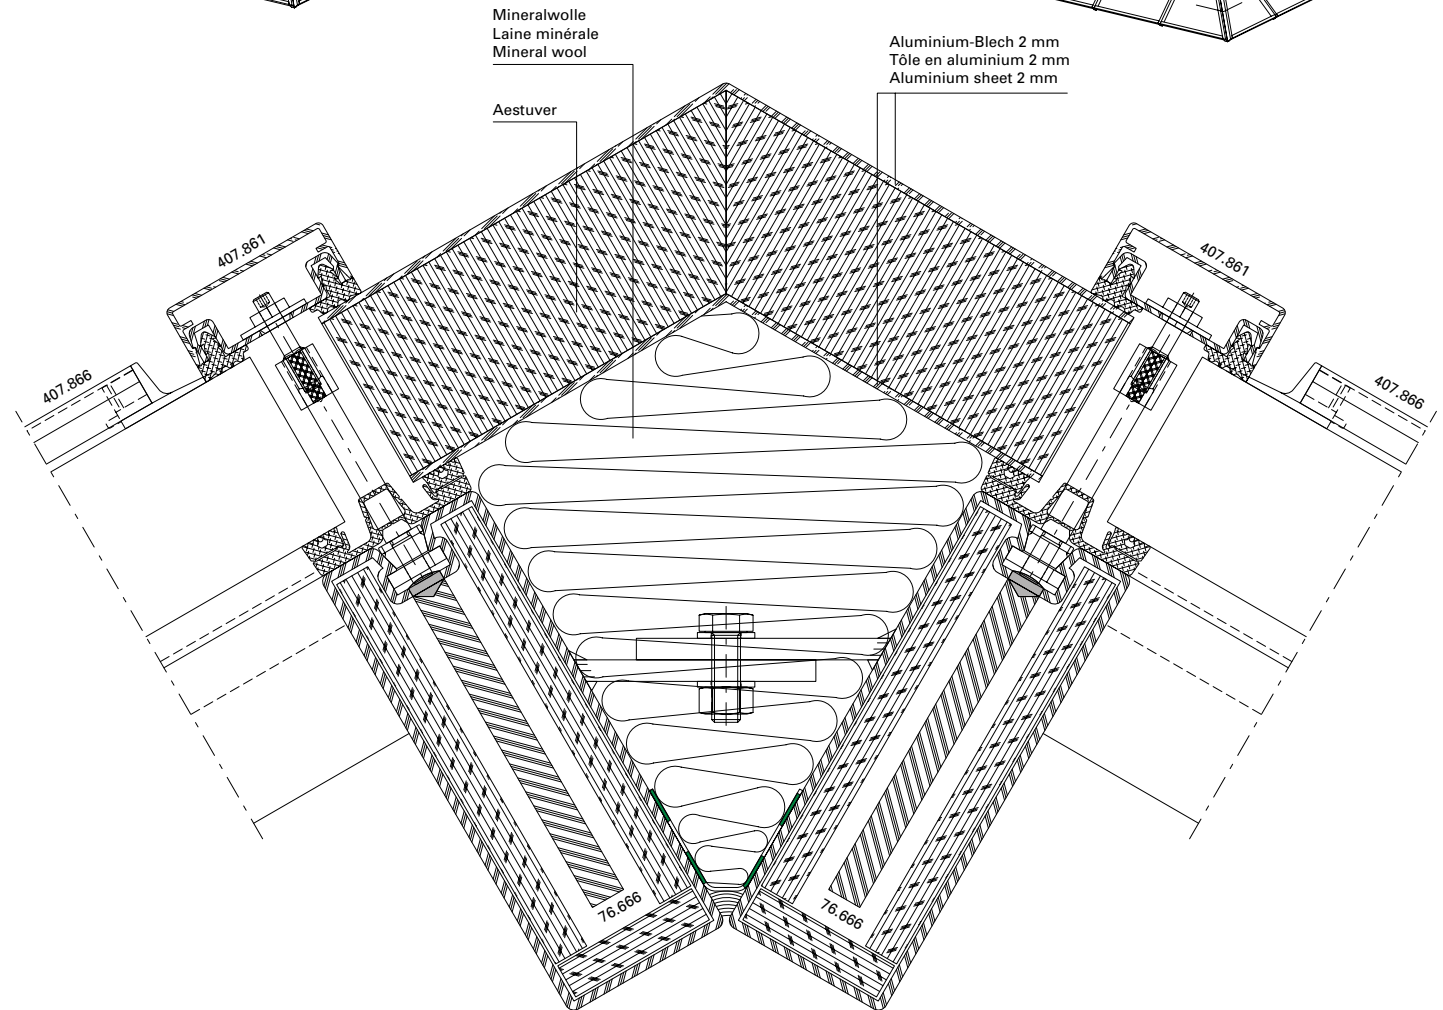 Mineralwolle
Laine minérale
Mineral wool
Aluminium-Blech 2 mm
Tôle en aluminium 2 mm
Aluminium sheet 2 mm
Aestuver
407.861
407.861
407.866
407.866
76.666
76.666